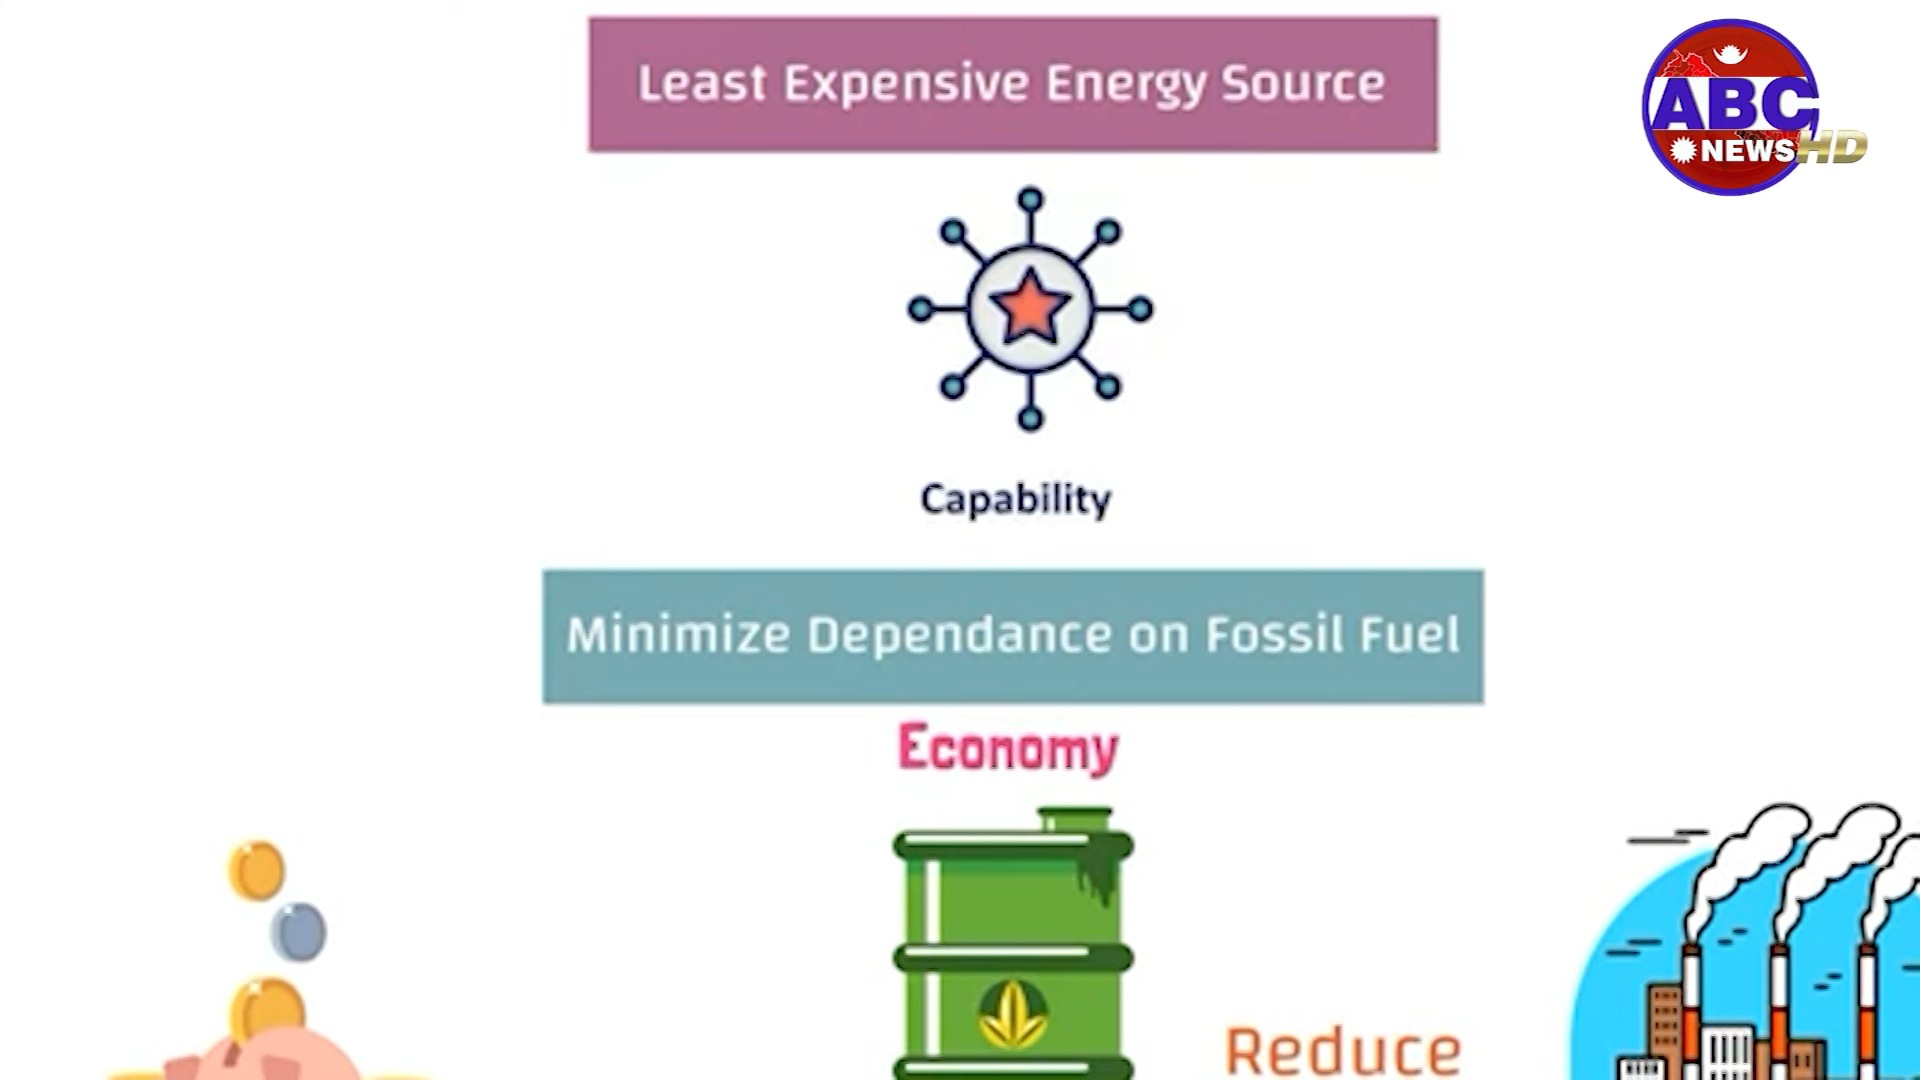 Least Expensive Energy Source
ABC
NEWS HD
Capability
Minimize Dependance on Fossil Fuel
Economy
Reduce